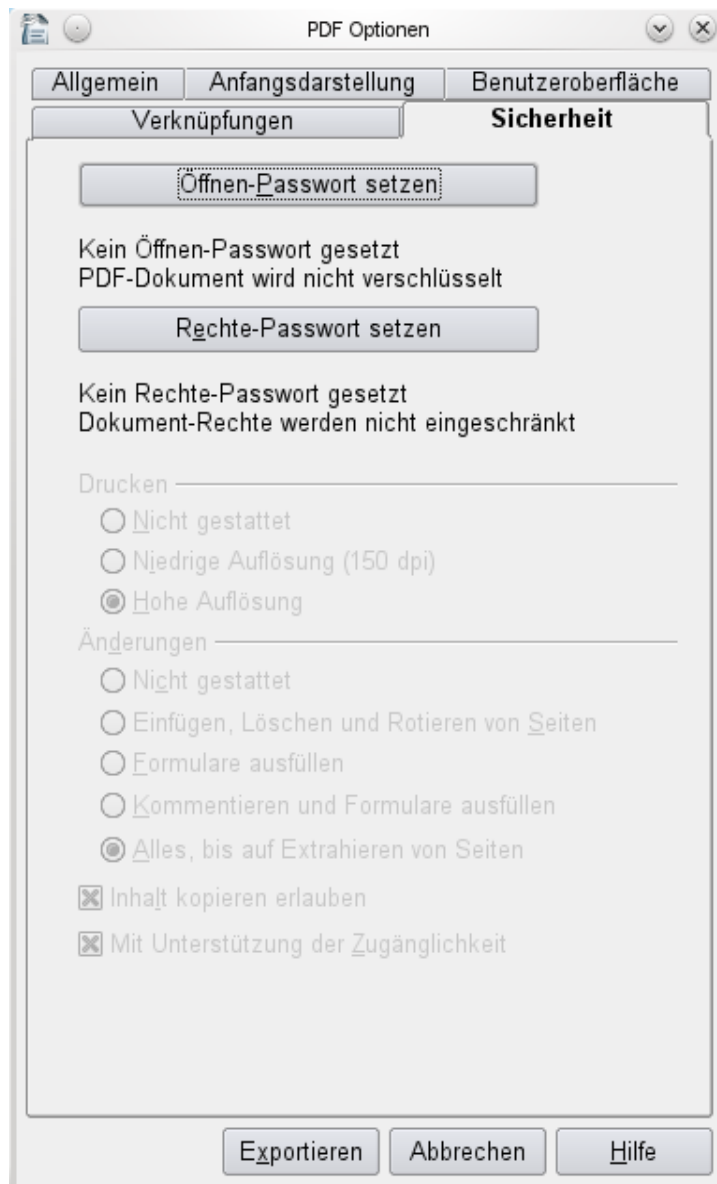 PDF Optionen
Allgemein Anfangsdarstellung Benutzeroberfläche
Verknüpfungen Sicherheit
Öffnen-Passwort setzen
Kein Öffnen-Passwort gesetzt
PDF-Dokument wird nicht verschlüsselt
Rechte-Passwort setzen
Kein Rechte-Passwort gesetzt
Dokument-Rechte werden nicht eingeschränkt
Drucken
Nicht gestattet
Niedrige Auflösung (150 dpi)
Hohe Auflösung
Änderungen
Nicht gestattet
Einfügen, Löschen und Rotieren von Seiten
Formulare ausfüllen
Kommentieren und Formulare ausfüllen
Alles, bis auf Extrahieren von Seiten
Inhalt kopieren erlauben
Mit Unterstützung der Zugänglichkeit
Exportieren Abbrechen Hilfe